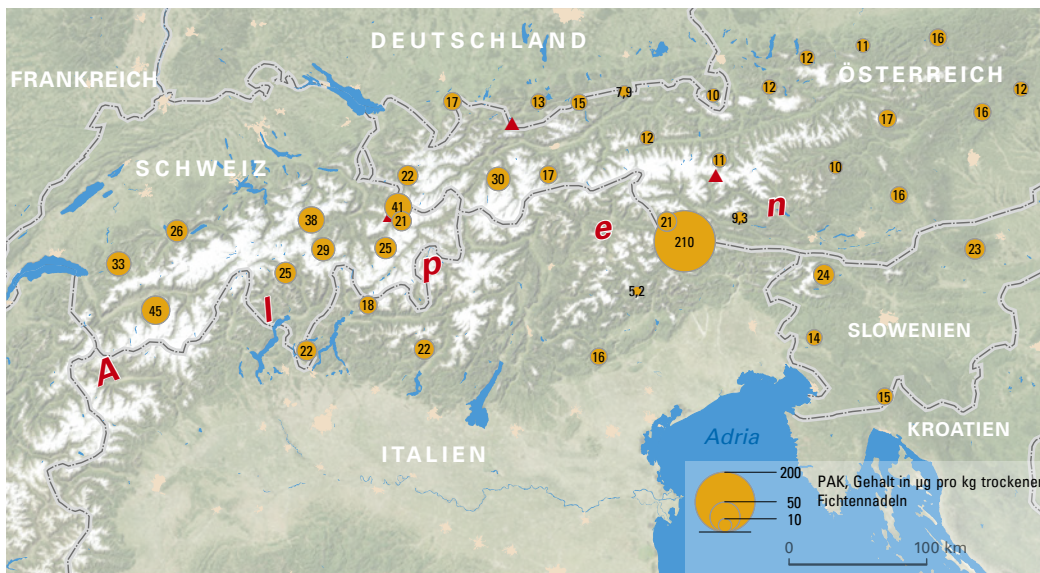 DEUTSCHLAND
16
11
12
FRANKREICH
ÖSTERREICH
12
12
7,9
10
17
13
15
16
17
12
SCHWEIZ
11
10
22
30
17
16
41
21
38
9,3
n
21
26
e
210
23
29
25
33
p
25
24
l
5,2
18
45
SLOWENIEN
14
22
22
16
A
15
KROATIEN
Adria
ITALIEN
200
PAK, Gehalt in µg pro kg trockener
Fichtennadeln
50
10
0
100 km